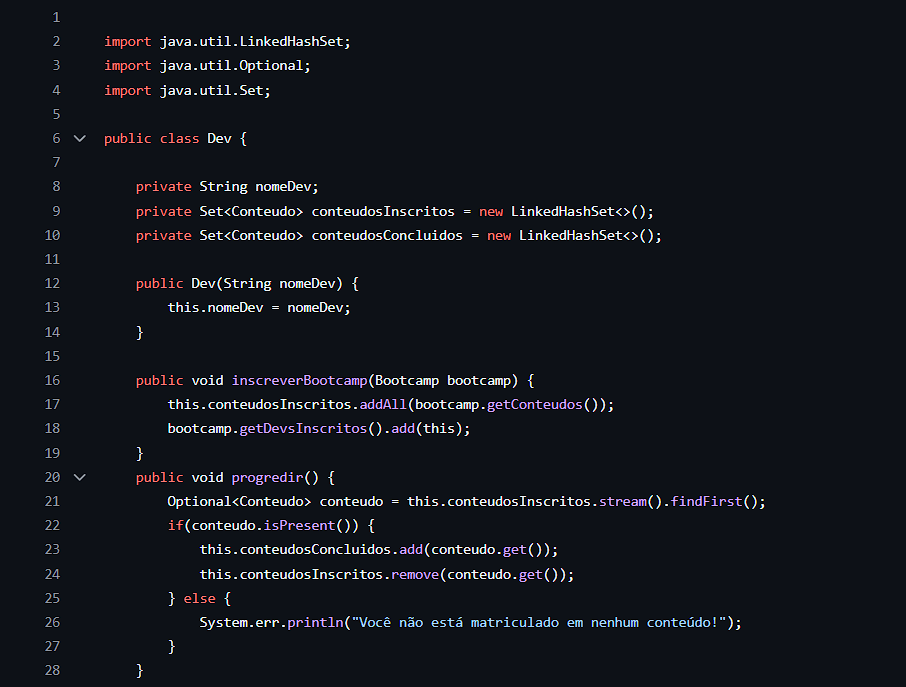 1
2 import java.util.LinkedHashSet;
3 import java.util.Optional;
4 import java.util.Set;
5
6 public class Dev {
7
8 private String nomeDev;
9 private Set<Conteudo> conteudosInscritos = new LinkedHashSet<>();
10 private Set<Conteudo> conteudosConcluidos = new LinkedHashSet<>();
11
12 public Dev(String nomeDev) {
13 this.nomeDev = nomeDev;
14 }
15
16 public void inscreverBootcamp(Bootcamp bootcamp) {
17 this.conteudosInscritos.addAll(bootcamp.getConteudos());
18 bootcamp.getDevsInscritos().add(this);
19 }
20 public void progredir() {
21 Optional<Conteudo> conteudo = this.conteudosInscritos.stream().findFirst();
22 if(conteudo.isPresent()) {
23 this.conteudosConcluidos.add(conteudo.get());
24 this.conteudosInscritos.remove(conteudo.get());
25 } else {
26 System.err.println("Você não está matriculado em nenhum conteúdo!");
27 }
28 }